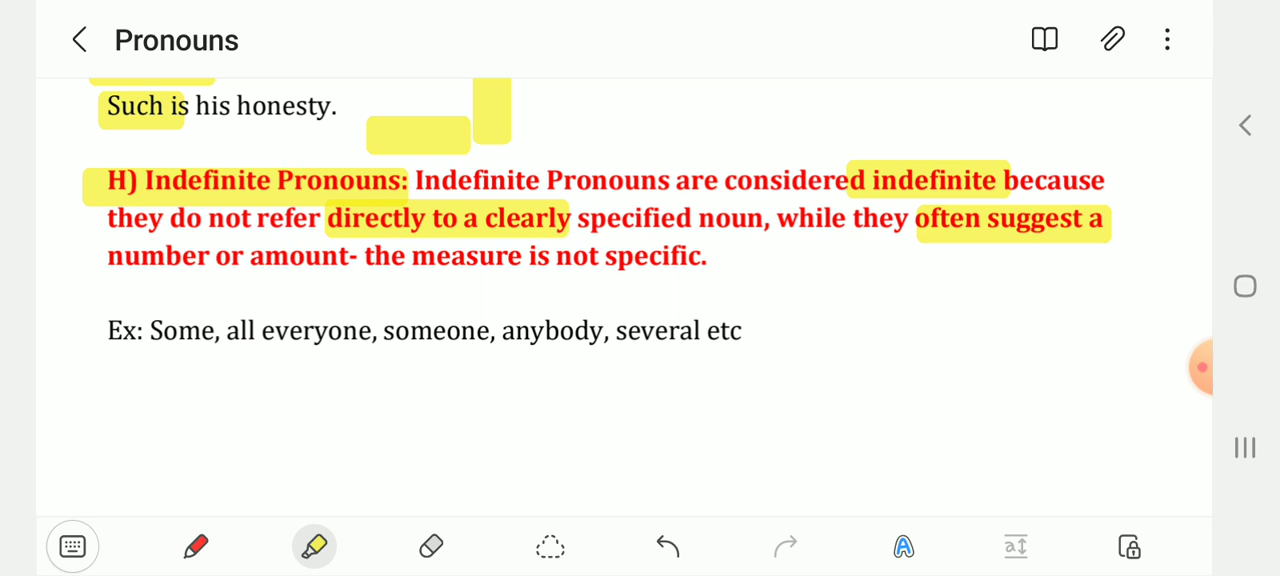 Pronouns
Such is his honesty.
H) Indefinite Pronouns: Indefinite Pronouns are considered indefinite because
they do not refer directly to a clearly specified noun, while they often suggest a
number or amount- the measure is not specific.
Ex: Some, all everyone, someone, anybody, several etc